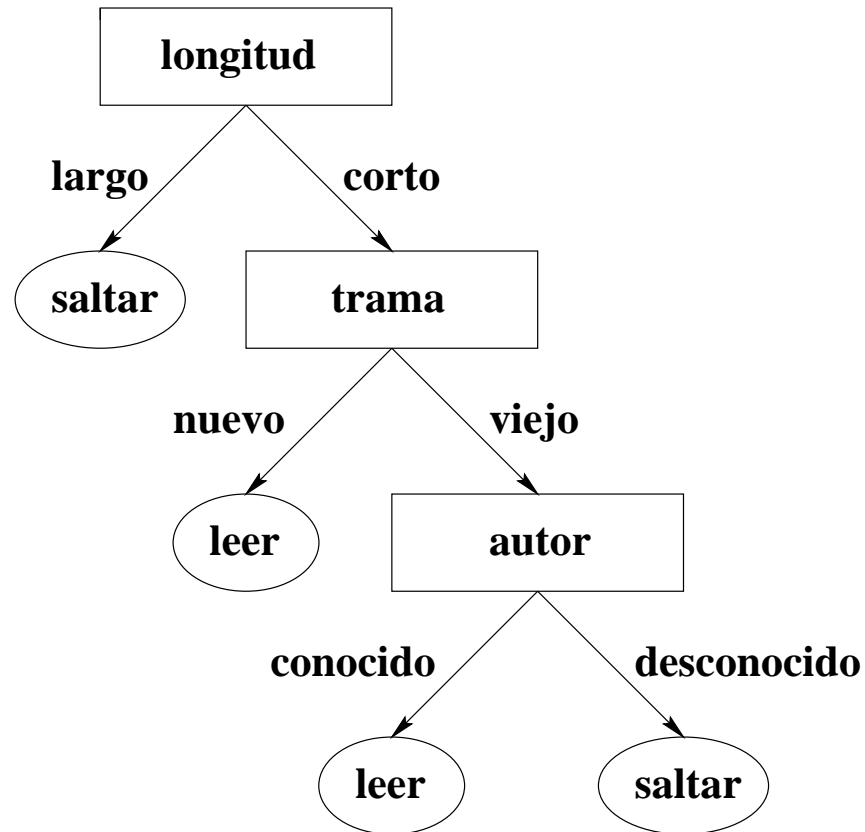 longitud
largo corto
saltar trama
nuevo viejo
leer autor
conocido desconocido
leer saltar